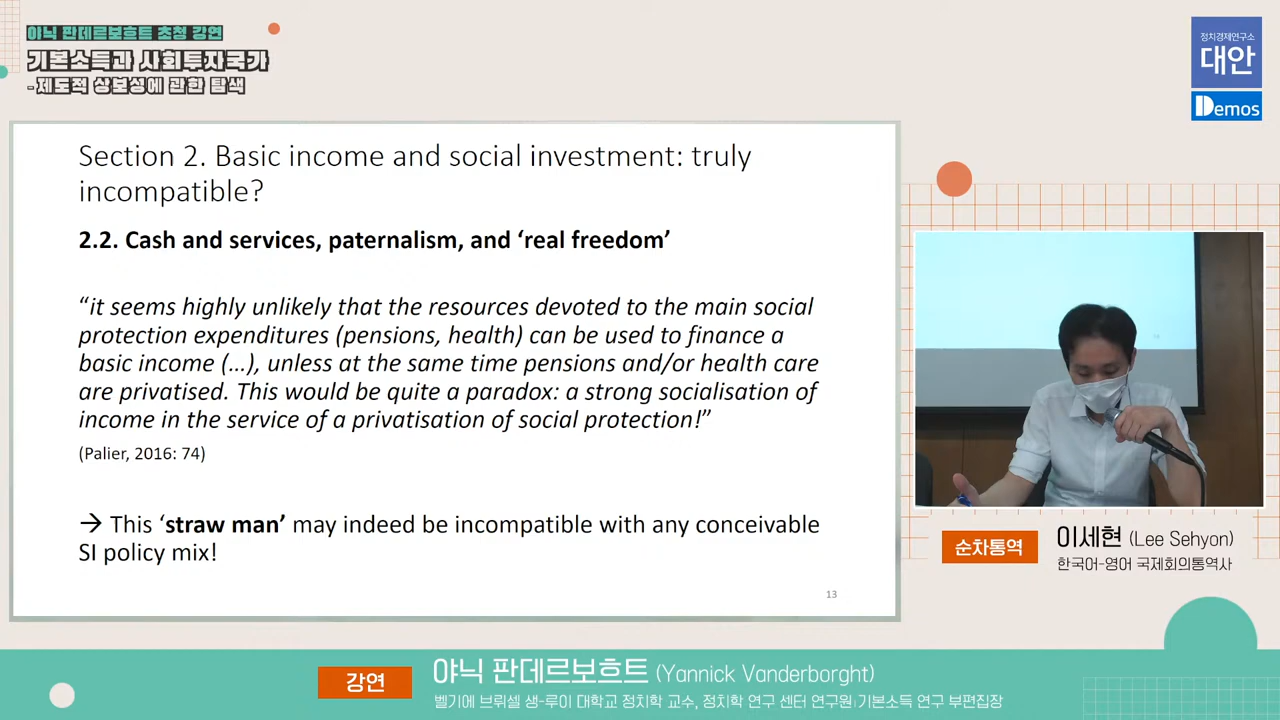 야닉 판데르보흐트 초청 강연
기본소득과 사회투자국가
- 제도적 상보성에 관한 탐색
정치경제연구소
대안
Demos
Section 2. Basic income and social investment: truly
incompatible?
2.2. Cash and services, paternalism, and ‘real freedom’
“it seems highly unlikely that the resources devoted to the main social
protection expenditures (pensions, health) can be used to finance a
basic income (...), unless at the same time pensions and/or health care
are privatised. This would be quite a paradox: a strong socialisation of
income in the service of a privatisation of social protection!”
(Palier, 2016: 74)
→ This ‘straw man’ may indeed be incompatible with any conceivable
SI policy mix!
13
순차통역
이세현 (Lee Sehyon)
한국어-영어 국제회의통역사
강연
야닉 판데르보흐트 (Yannick Vanderborght)
벨기에 브뤼셀 생-루이 대학교 정치학 교수, 정치학 연구 센터 연구원, 기본소득 연구 부편집장